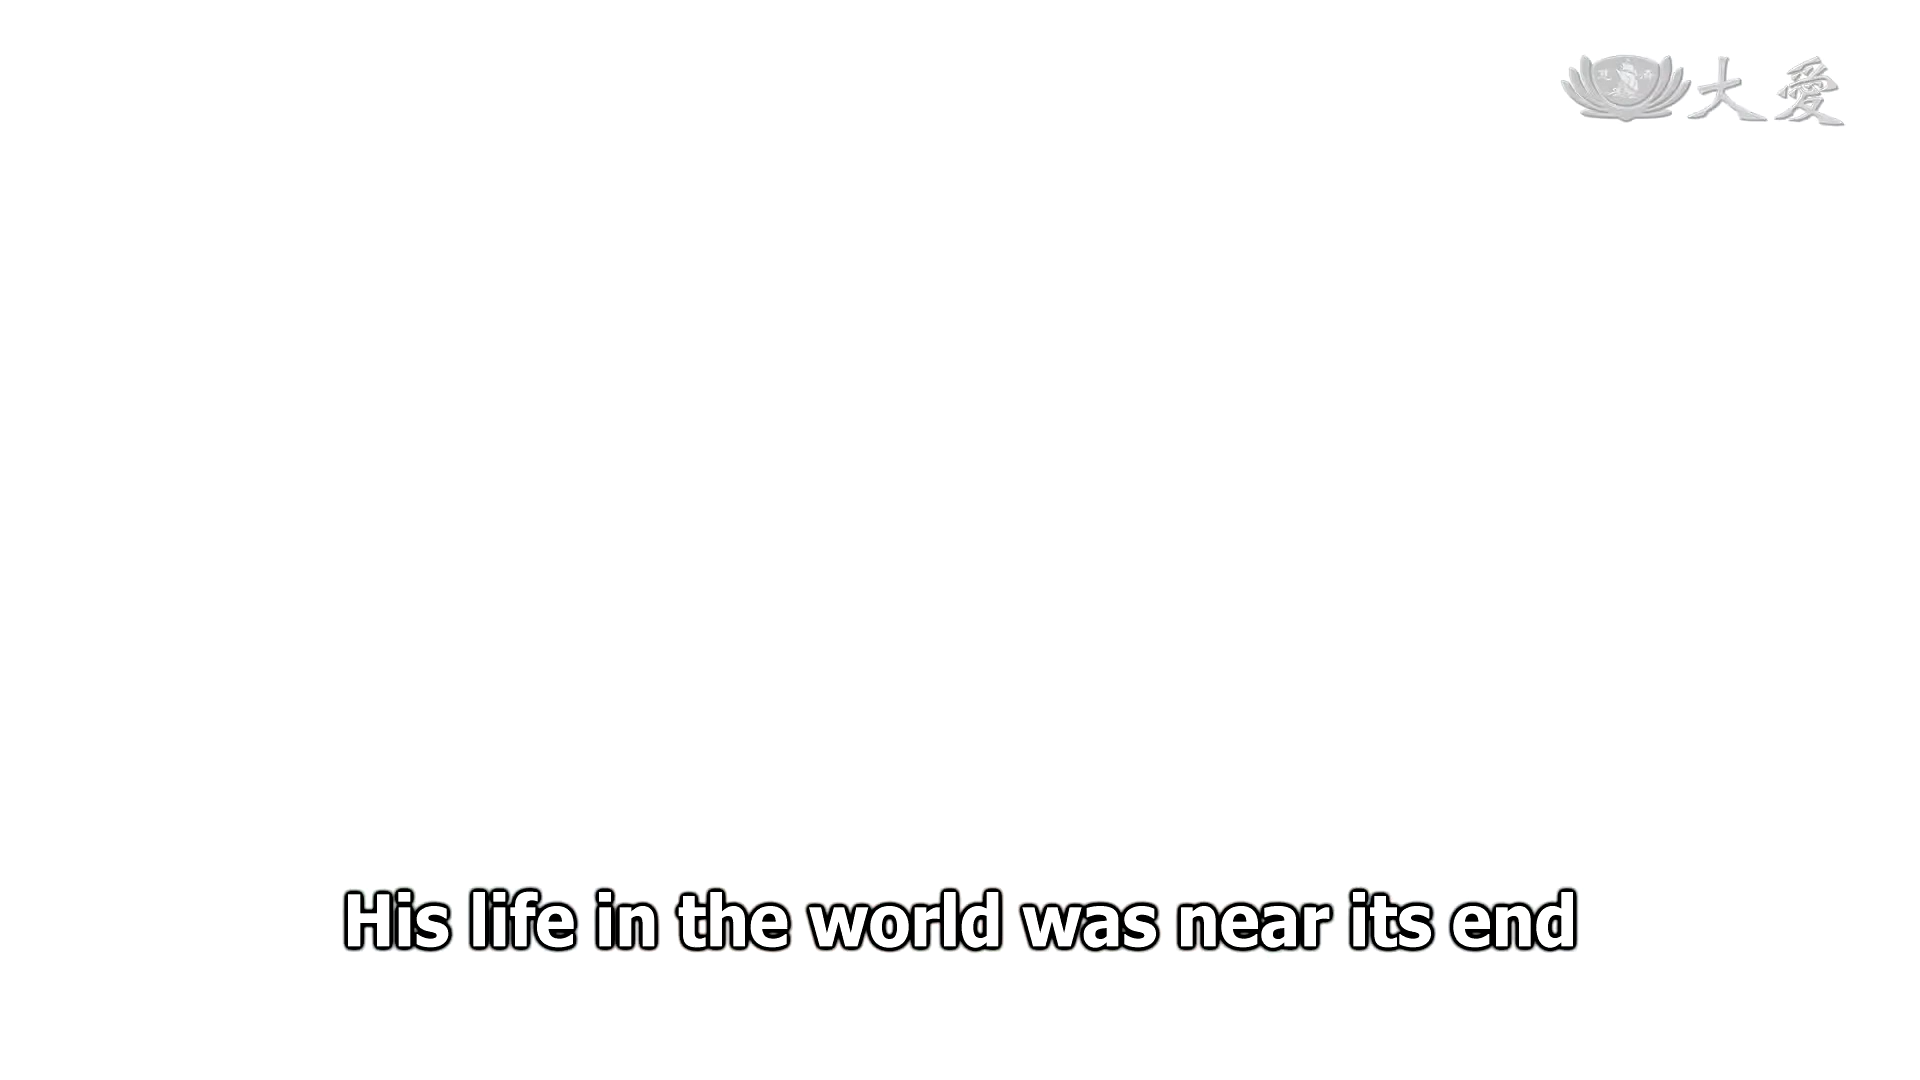 大愛
His life in the world was near its end